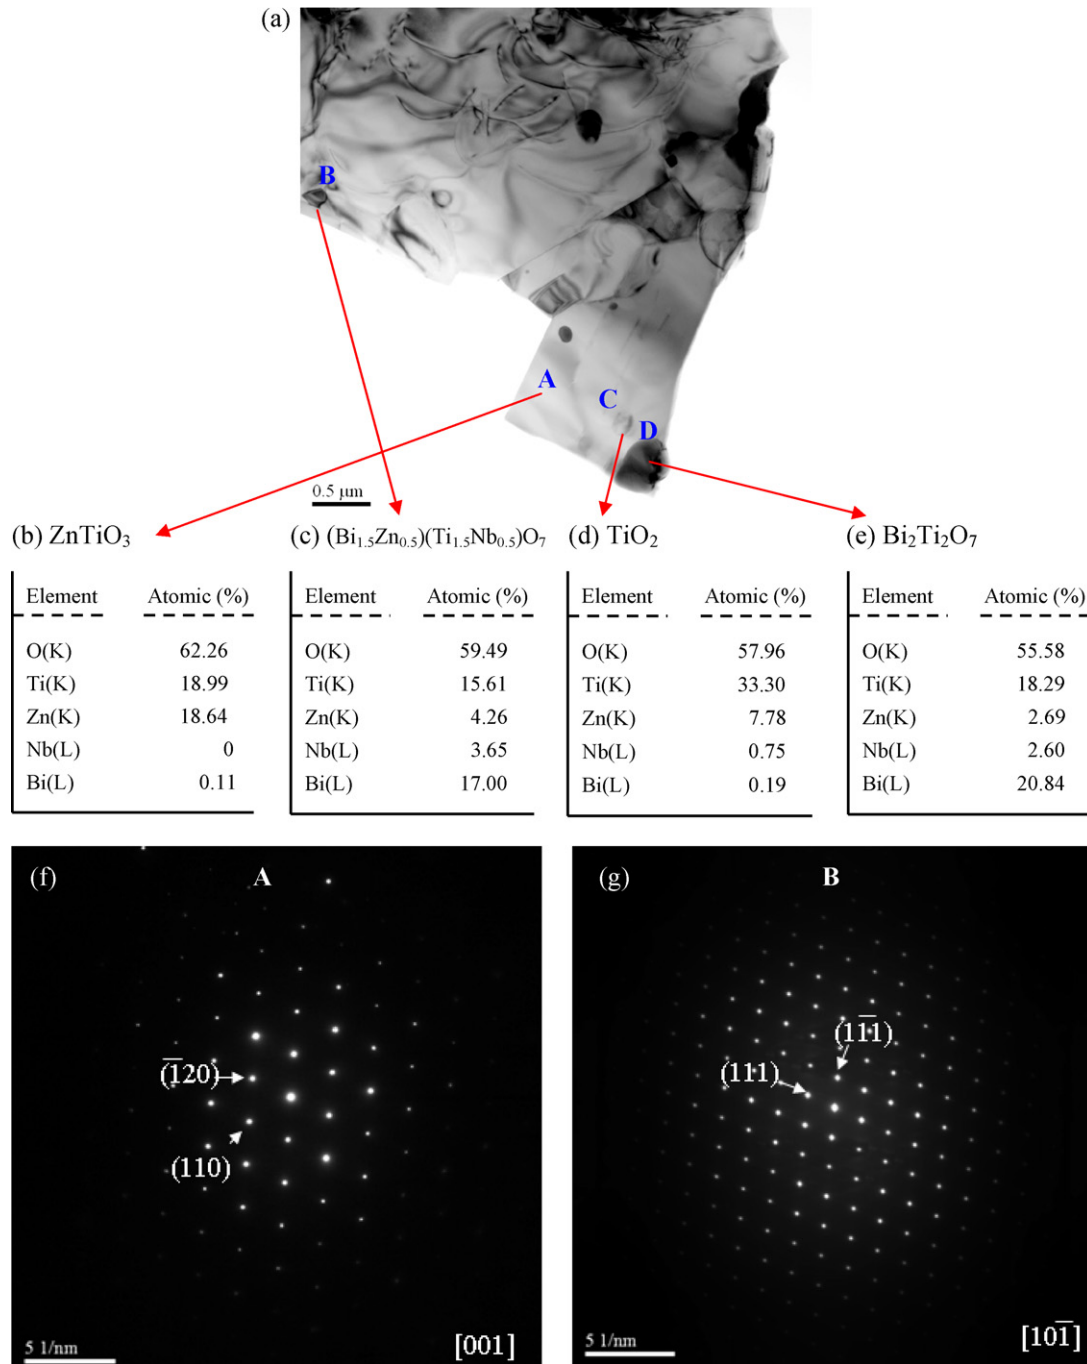 (a)
B
A
C
D
0.5 µm
(b) ZnTiO₃
(c) (Bi₁.₅Zn₀.₅)(Ti₁.₅Nb₀.₅)O₇
(d) TiO₂
(e) Bi₂Ti₂O₇
Element Atomic (%)
O(K) 62.26
Ti(K) 18.99
Zn(K) 18.64
Nb(L) 0
Bi(L) 0.11
Element Atomic (%)
O(K) 59.49
Ti(K) 15.61
Zn(K) 4.26
Nb(L) 3.65
Bi(L) 17.00
Element Atomic (%)
O(K) 57.96
Ti(K) 33.30
Zn(K) 7.78
Nb(L) 0.75
Bi(L) 0.19
Element Atomic (%)
O(K) 55.58
Ti(K) 18.29
Zn(K) 2.69
Nb(L) 2.60
Bi(L) 20.84
(f) A
(1̅20)
(110)
5 1/nm
[001]
(g) B
(11̅1)
(111)
5 1/nm
[101̅]